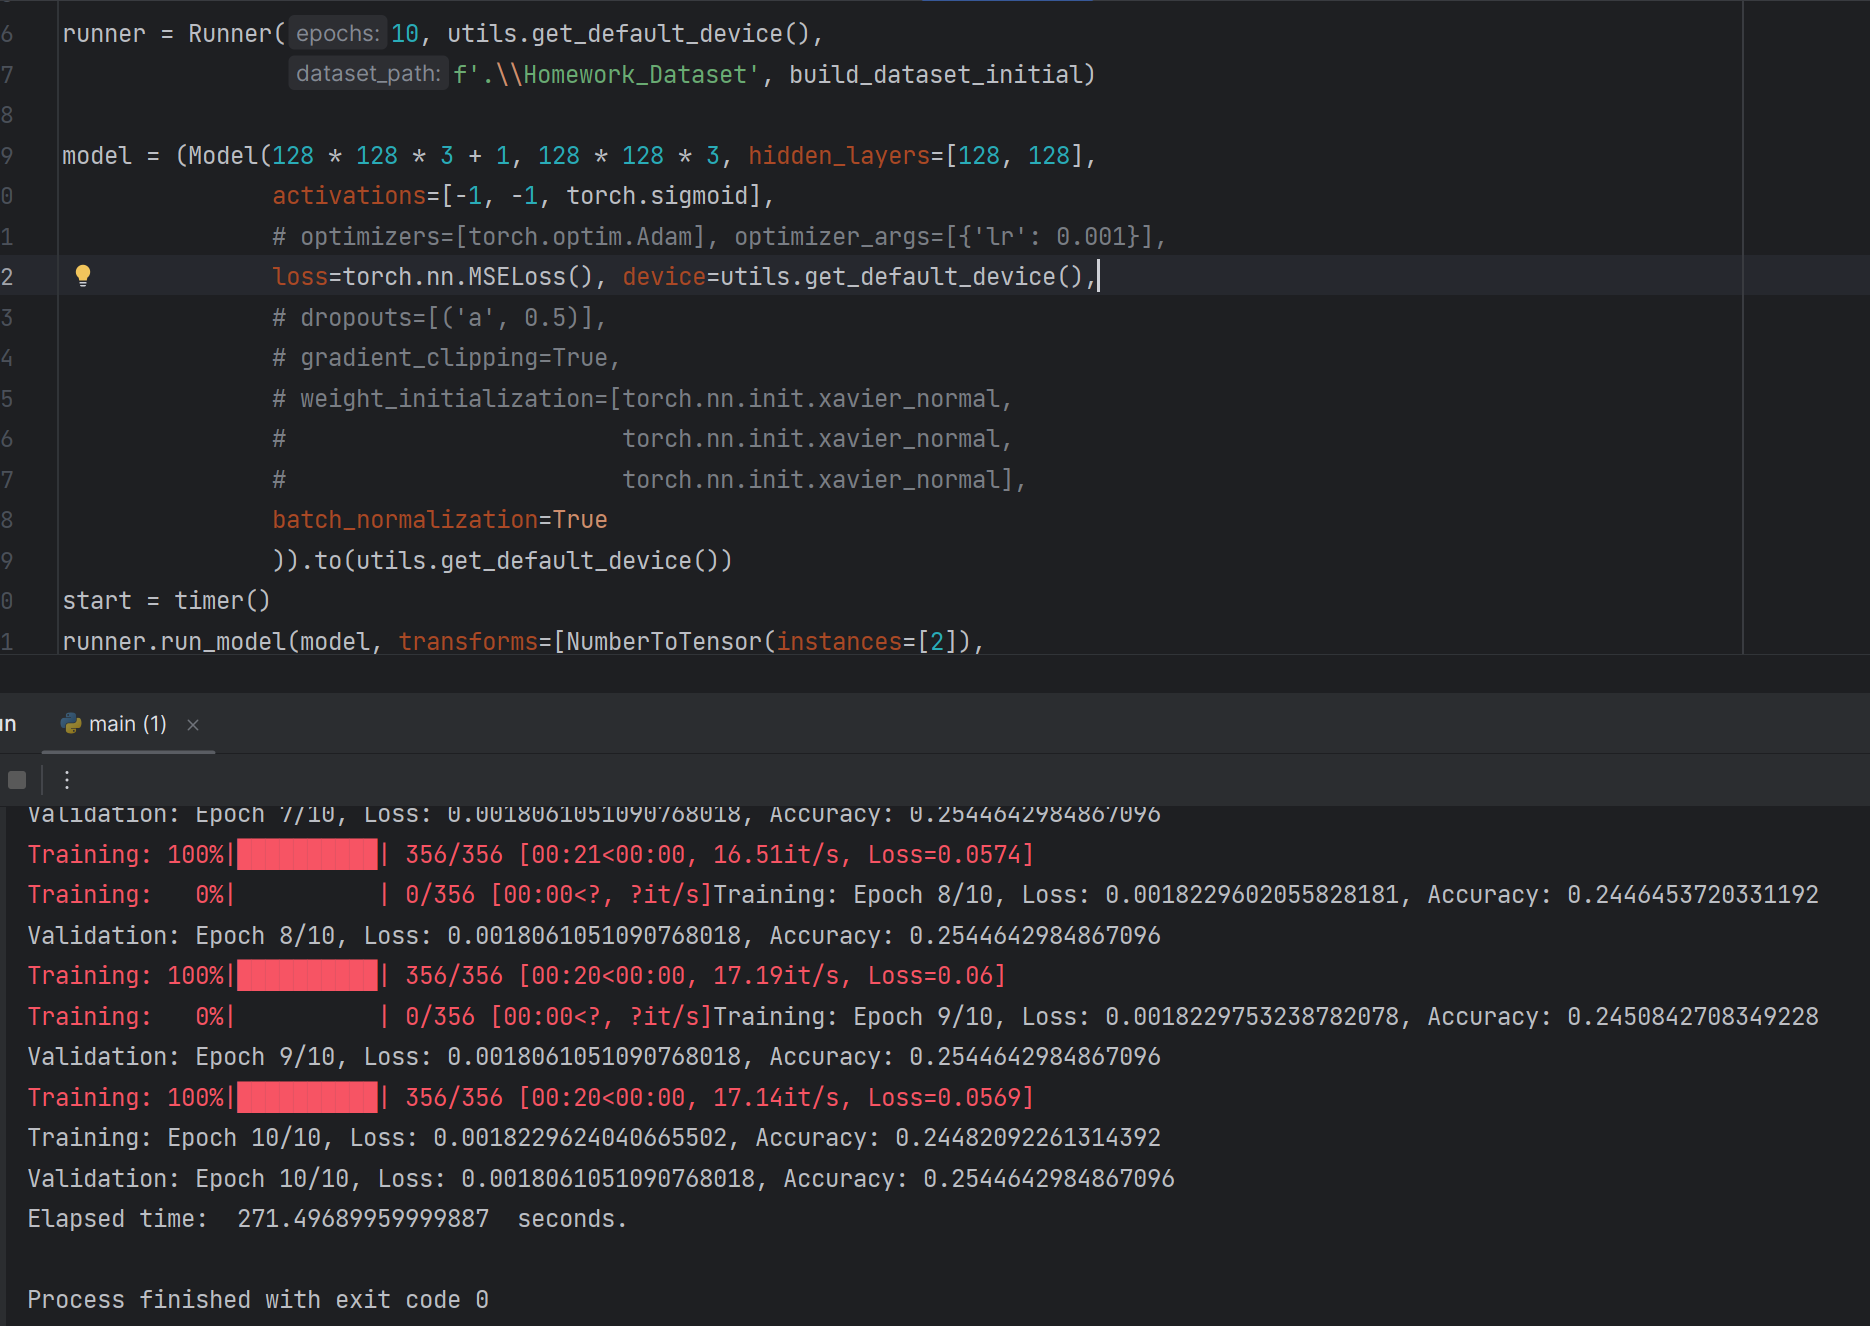 6 runner = Runner( epochs: 10, utils.get_default_device(),
7 dataset_path: f'.\\Homework_Dataset', build_dataset_initial)
8
9 model = (Model(128 * 128 * 3 + 1, 128 * 128 * 3, hidden_layers=[128, 128],
0 activations=[-1, -1, torch.sigmoid],
1 # optimizers=[torch.optim.Adam], optimizer_args=[{'lr': 0.001}],
2 loss=torch.nn.MSELoss(), device=utils.get_default_device(),
3 # dropouts=[('a', 0.5)],
4 # gradient_clipping=True,
5 # weight_initialization=[torch.nn.init.xavier_normal,
6 # torch.nn.init.xavier_normal,
7 # torch.nn.init.xavier_normal],
8 batch_normalization=True
9 )).to(utils.get_default_device())
0 start = timer()
1 runner.run_model(model, transforms=[NumberToTensor(instances=[2]),
un main (1) ×
Validation: Epoch 7/10, Loss: 0.0018061051090768018, Accuracy: 0.2544642984867096
Training: 100%|██████████| 356/356 [00:21<00:00, 16.51it/s, Loss=0.0574]
Training:   0%|          | 0/356 [00:00<?, ?it/s]Training: Epoch 8/10, Loss: 0.0018229602055828181, Accuracy: 0.2446453720331192
Validation: Epoch 8/10, Loss: 0.0018061051090768018, Accuracy: 0.2544642984867096
Training: 100%|██████████| 356/356 [00:20<00:00, 17.19it/s, Loss=0.06]
Training:   0%|          | 0/356 [00:00<?, ?it/s]Training: Epoch 9/10, Loss: 0.0018229753238782078, Accuracy: 0.2450842708349228
Validation: Epoch 9/10, Loss: 0.0018061051090768018, Accuracy: 0.2544642984867096
Training: 100%|██████████| 356/356 [00:20<00:00, 17.14it/s, Loss=0.0569]
Training: Epoch 10/10, Loss: 0.0018229624040665502, Accuracy: 0.24482092261314392
Validation: Epoch 10/10, Loss: 0.0018061051090768018, Accuracy: 0.2544642984867096
Elapsed time:  271.49689959999887  seconds.
Process finished with exit code 0